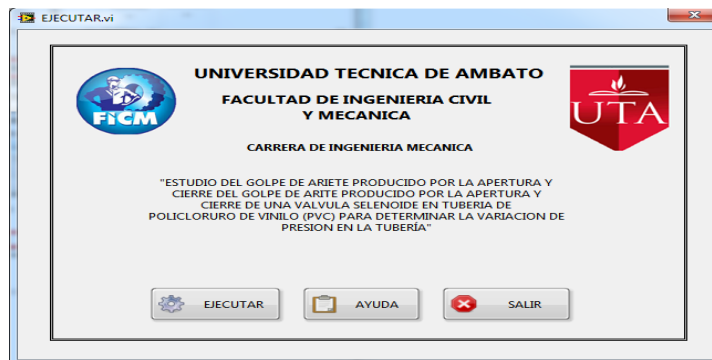 EJECUTAR.vi
UNIVERSIDAD TECNICA DE AMBATO
FACULTAD DE INGENIERIA CIVIL
Y MECANICA
FICM
UTA
CARRERA DE INGENIERIA MECANICA
"ESTUDIO DEL GOLPE DE ARIETE PRODUCIDO POR LA APERTURA Y
CIERRE DEL GOLPE DE ARITE PRODUCIDO POR LA APERTURA Y
CIERRE DE UNA VALVULA SELENOIDE EN TUBERIA DE
POLICLORURO DE VINILO (PVC) PARA DETERMINAR LA VARIACION DE
PRESION EN LA TUBERÍA"
EJECUTAR
AYUDA
SALIR